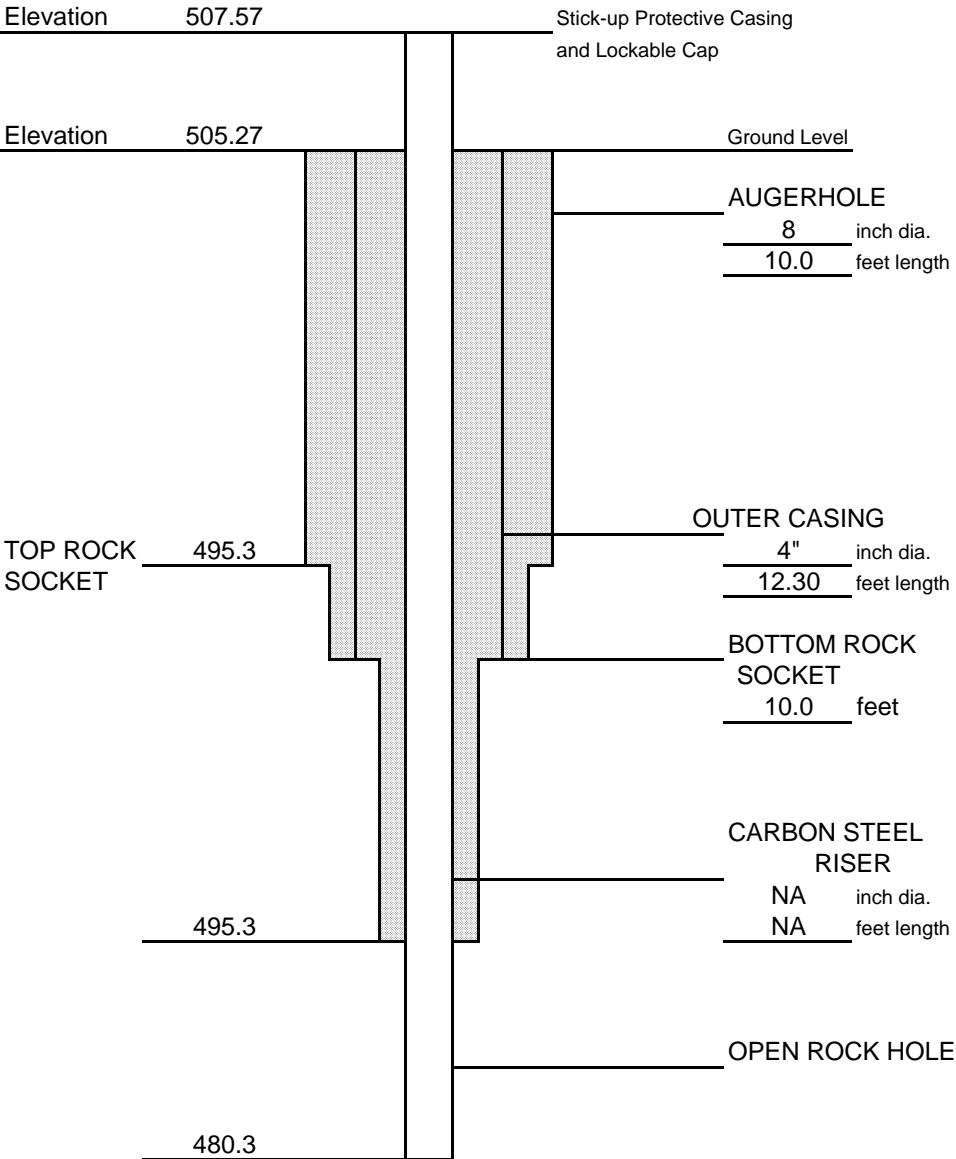 Elevation 507.57 Stick-up Protective Casing
and Lockable Cap
Elevation 505.27 Ground Level
AUGERHOLE
8 inch dia.
10.0 feet length
OUTER CASING
TOP ROCK 495.3 4" inch dia.
SOCKET 12.30 feet length
BOTTOM ROCK
SOCKET
10.0 feet
CARBON STEEL
RISER
NA inch dia.
495.3 NA feet length
OPEN ROCK HOLE
480.3